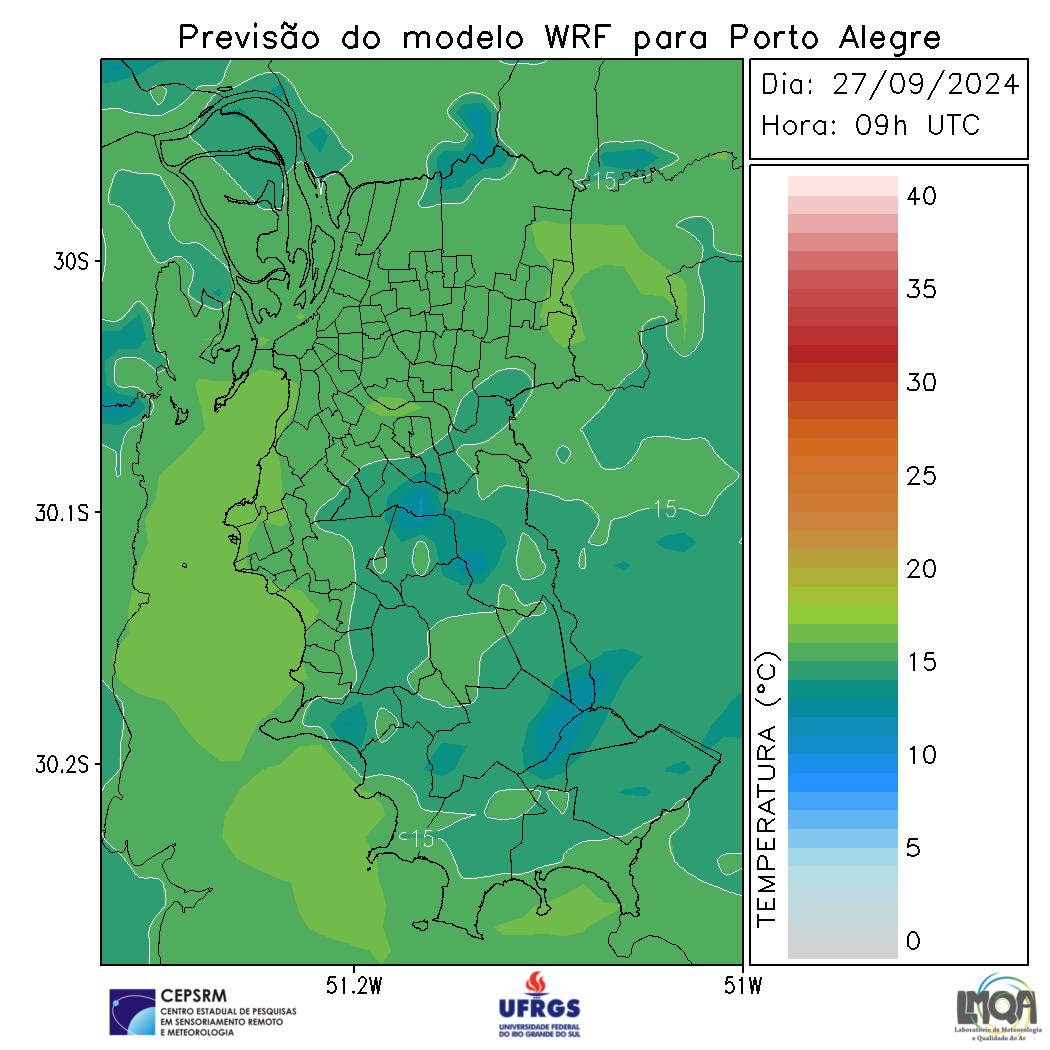 Previsão do modelo WRF para Porto Alegre
Dia: 27/09/2024
Hora: 09h UTC
40
35
30
25
20
15
10
5
0
TEMPERATURA (°C)
30S
30.1S
30.2S
51.2W
51W
15
15
15
CEPSRM
CENTRO ESTADUAL DE PESQUISAS
EM SENSORIAMENTO REMOTO
E METEOROLOGIA
UFRGS
UNIVERSIDADE FEDERAL
DO RIO GRANDE DO SUL
LMQA
Laboratório de Meteorologia
e Qualidade do Ar